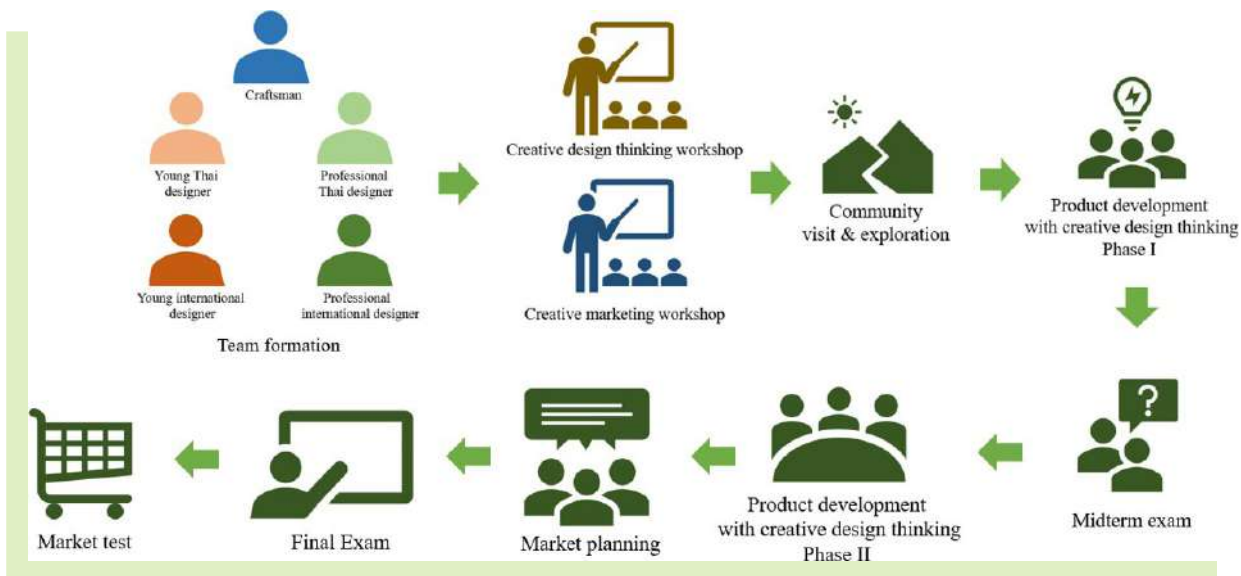 Craftsman
Young Thai
designer
Professional
Thai designer
Young international
designer
Professional
international designer
Team formation
Creative design thinking workshop
Creative marketing workshop
Community
visit & exploration
Product development
with creative design thinking
Phase I
?
Midterm exam
Product development
with creative design thinking
Phase II
Market planning
Final Exam
Market test